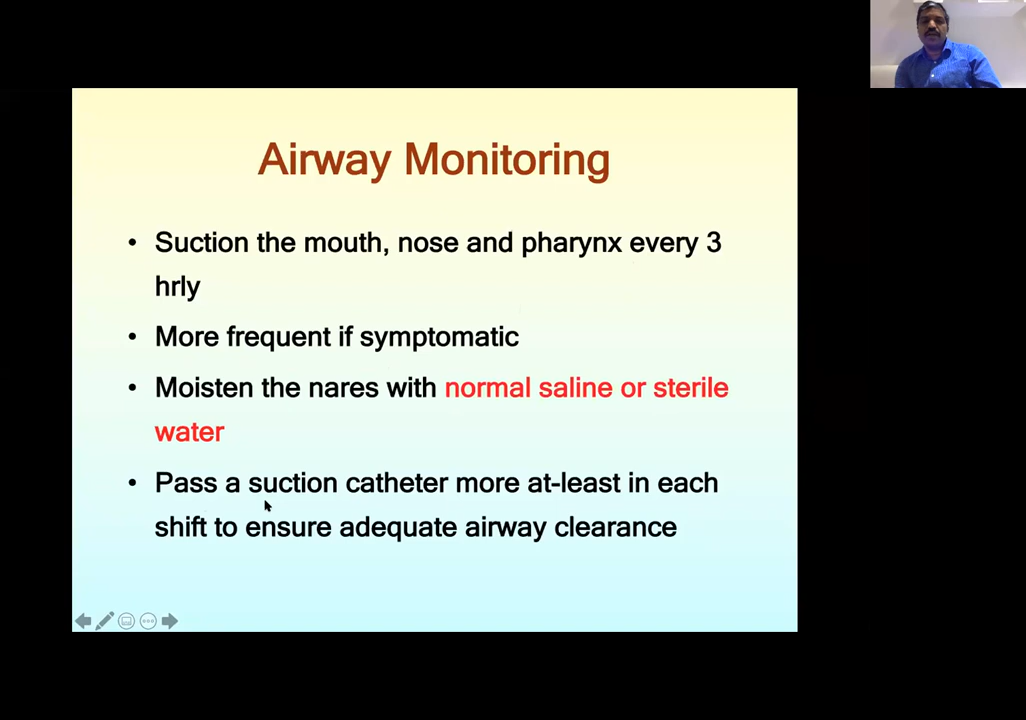 Airway Monitoring
• Suction the mouth, nose and pharynx every 3
hrly
• More frequent if symptomatic
• Moisten the nares with normal saline or sterile
water
• Pass a suction catheter more at-least in each
shift to ensure adequate airway clearance